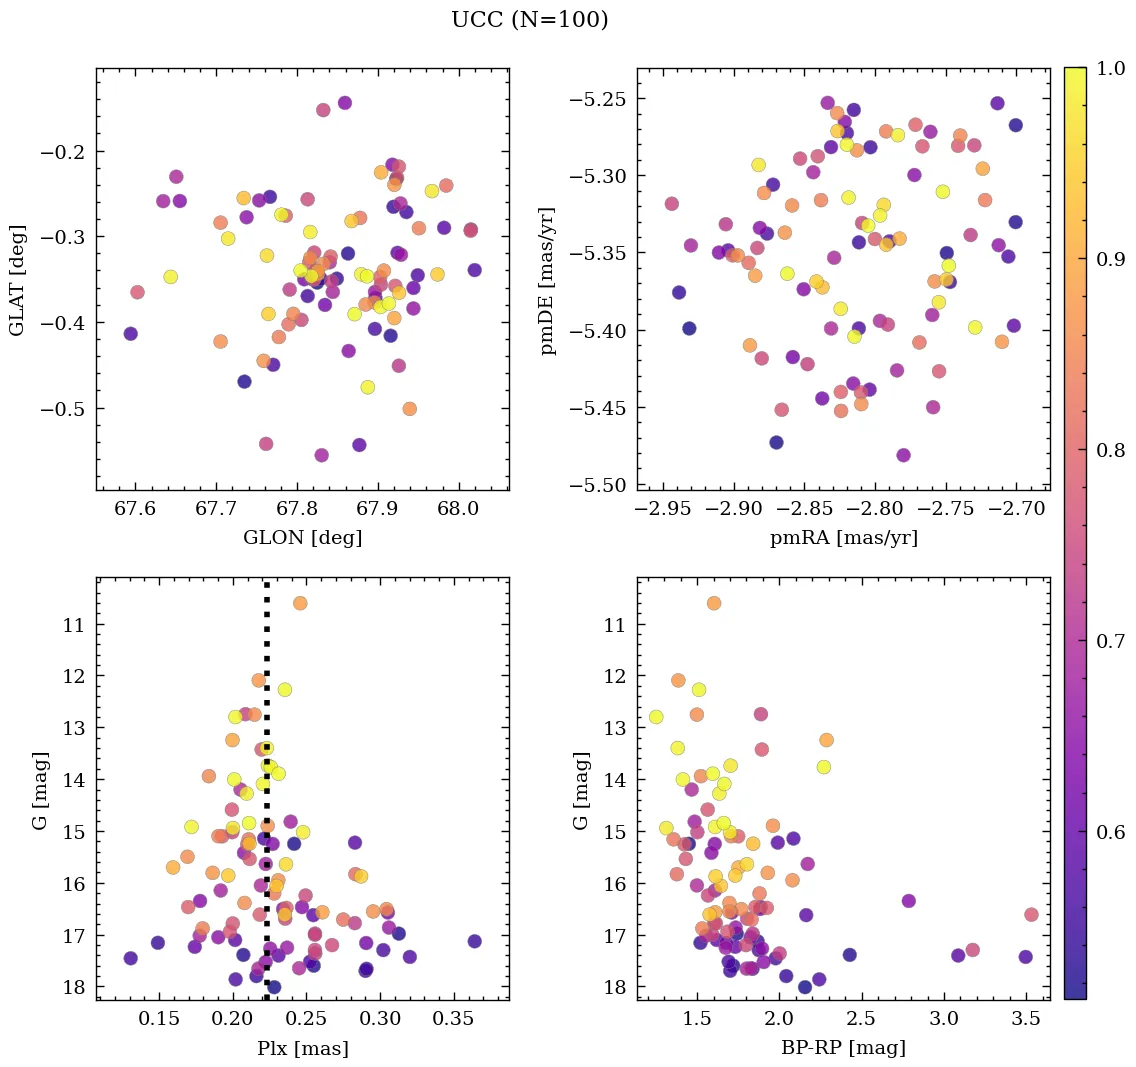 UCC (N=100)
−0.2
−0.3
−0.4
−0.5
GLAT [deg]
67.6 67.7 67.8 67.9 68.0
GLON [deg]
−5.25
−5.30
−5.35
−5.40
−5.45
−5.50
pmDE [mas/yr]
−2.95 −2.90 −2.85 −2.80 −2.75 −2.70
pmRA [mas/yr]
1.0
0.9
0.8
0.7
0.6
11
12
13
14
15
16
17
18
G [mag]
0.15 0.20 0.25 0.30 0.35
Plx [mas]
11
12
13
14
15
16
17
18
G [mag]
1.5 2.0 2.5 3.0 3.5
BP-RP [mag]